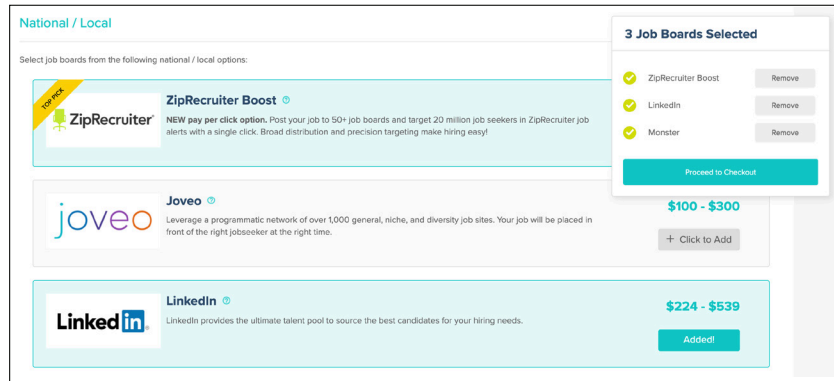 National / Local
Select job boards from the following national / local options:
TOP PICK
ZipRecruiter
ZipRecruiter Boost
NEW pay per click option. Post your job to 50+ job boards and target 20 million job seekers in ZipRecruiter job
alerts with a single click. Broad distribution and precision targeting make hiring easy!
3 Job Boards Selected
ZipRecruiter Boost Remove
LinkedIn Remove
Monster Remove
Proceed to Checkout
joveo
Joveo
Leverage a programmatic network of over 1,000 general, niche, and diversity job sites. Your job will be placed in
front of the right jobseeker at the right time.
$100 - $300
+ Click to Add
Linked in
LinkedIn
LinkedIn provides the ultimate talent pool to source the best candidates for your hiring needs.
$224 - $539
Added!